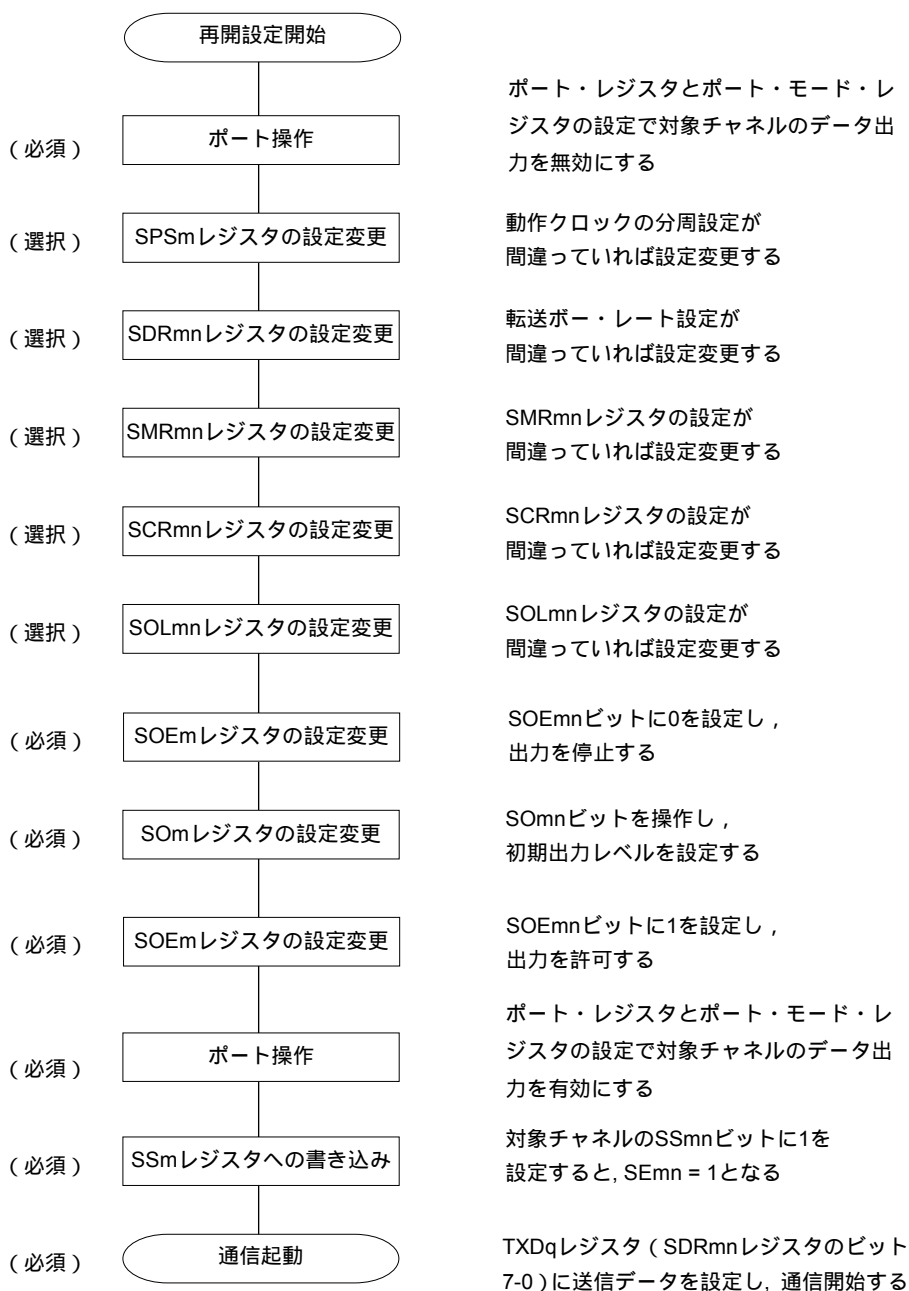 再開設定開始
ポート・レジスタとポート・モード・レ
ジスタの設定で対象チャネルのデータ出
力を無効にする
（必須）
ポート操作
（選択）
SPSmレジスタの設定変更
動作クロックの分周設定が
間違っていれば設定変更する
（選択）
SDRmnレジスタの設定変更
転送ボー・レート設定が
間違っていれば設定変更する
（選択）
SMRmnレジスタの設定変更
SMRmnレジスタの設定が
間違っていれば設定変更する
（選択）
SCRmnレジスタの設定変更
SCRmnレジスタの設定が
間違っていれば設定変更する
（選択）
SOLmnレジスタの設定変更
SOLmnレジスタの設定が
間違っていれば設定変更する
（必須）
SOEmレジスタの設定変更
SOEmnビットに0を設定し，
出力を停止する
（必須）
SOmレジスタの設定変更
SOmnビットを操作し，
初期出力レベルを設定する
（必須）
SOEmレジスタの設定変更
SOEmnビットに1を設定し，
出力を許可する
（必須）
ポート操作
ポート・レジスタとポート・モード・レ
ジスタの設定で対象チャネルのデータ出
力を有効にする
（必須）
SSmレジスタへの書き込み
対象チャネルのSSmnビットに1を
設定すると, SEmn = 1となる
（必須）
通信起動
TXDqレジスタ（SDRmnレジスタのビット
7-0）に送信データを設定し, 通信開始する